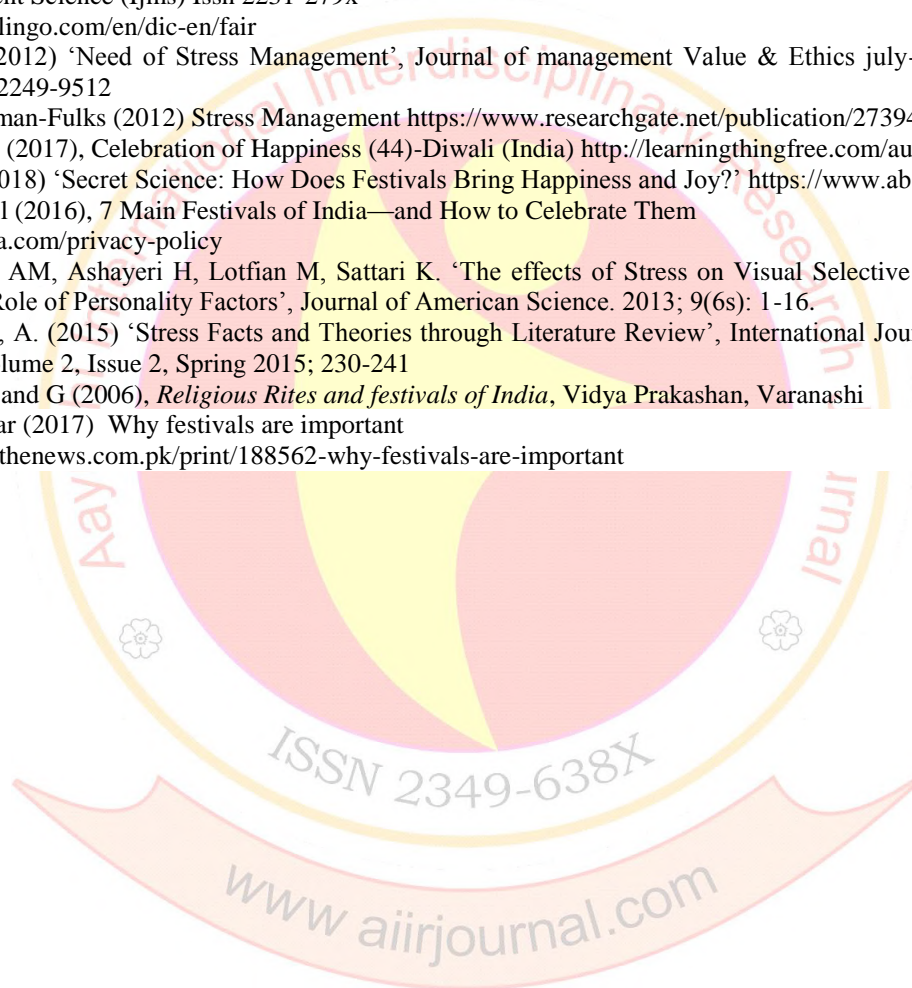 ent Science (Ijms) Issn 2231-279x
lingo.com/en/dic-en/fair
2012) ‘Need of Stress Management’, Journal of management Value & Ethics july-
2249-9512
man-Fulks (2012) Stress Management https://www.researchgate.net/publication/27394
(2017), Celebration of Happiness (44)-Diwali (India) http://learningthingfree.com/au
018) ‘Secret Science: How Does Festivals Bring Happiness and Joy?’ https://www.ab
l (2016), 7 Main Festivals of India—and How to Celebrate Them
a.com/privacy-policy
AM, Ashayeri H, Lotfian M, Sattari K. ‘The effects of Stress on Visual Selective
Role of Personality Factors’, Journal of American Science. 2013; 9(6s): 1-16.
, A. (2015) ‘Stress Facts and Theories through Literature Review’, International Jour
lume 2, Issue 2, Spring 2015; 230-241
and G (2006), Religious Rites and festivals of India, Vidya Prakashan, Varanashi
ar (2017) Why festivals are important
thenews.com.pk/print/188562-why-festivals-are-important
Aay International Interdisciplinary Research Journal
ISSN 2349-638X
www aiirjournal.com